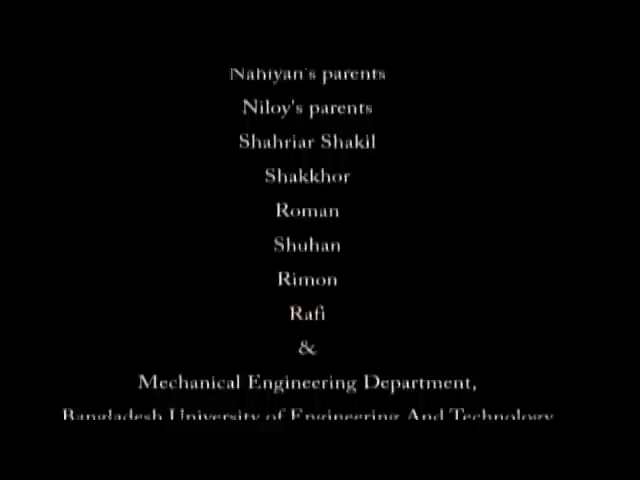 Nahiyan's parents
Niloy's parents
Shahriar Shakil
Shakkhor
Roman
Shuhan
Rimon
Rafi
&
Mechanical Engineering Department,
Bangladesh University of Engineering And Technology